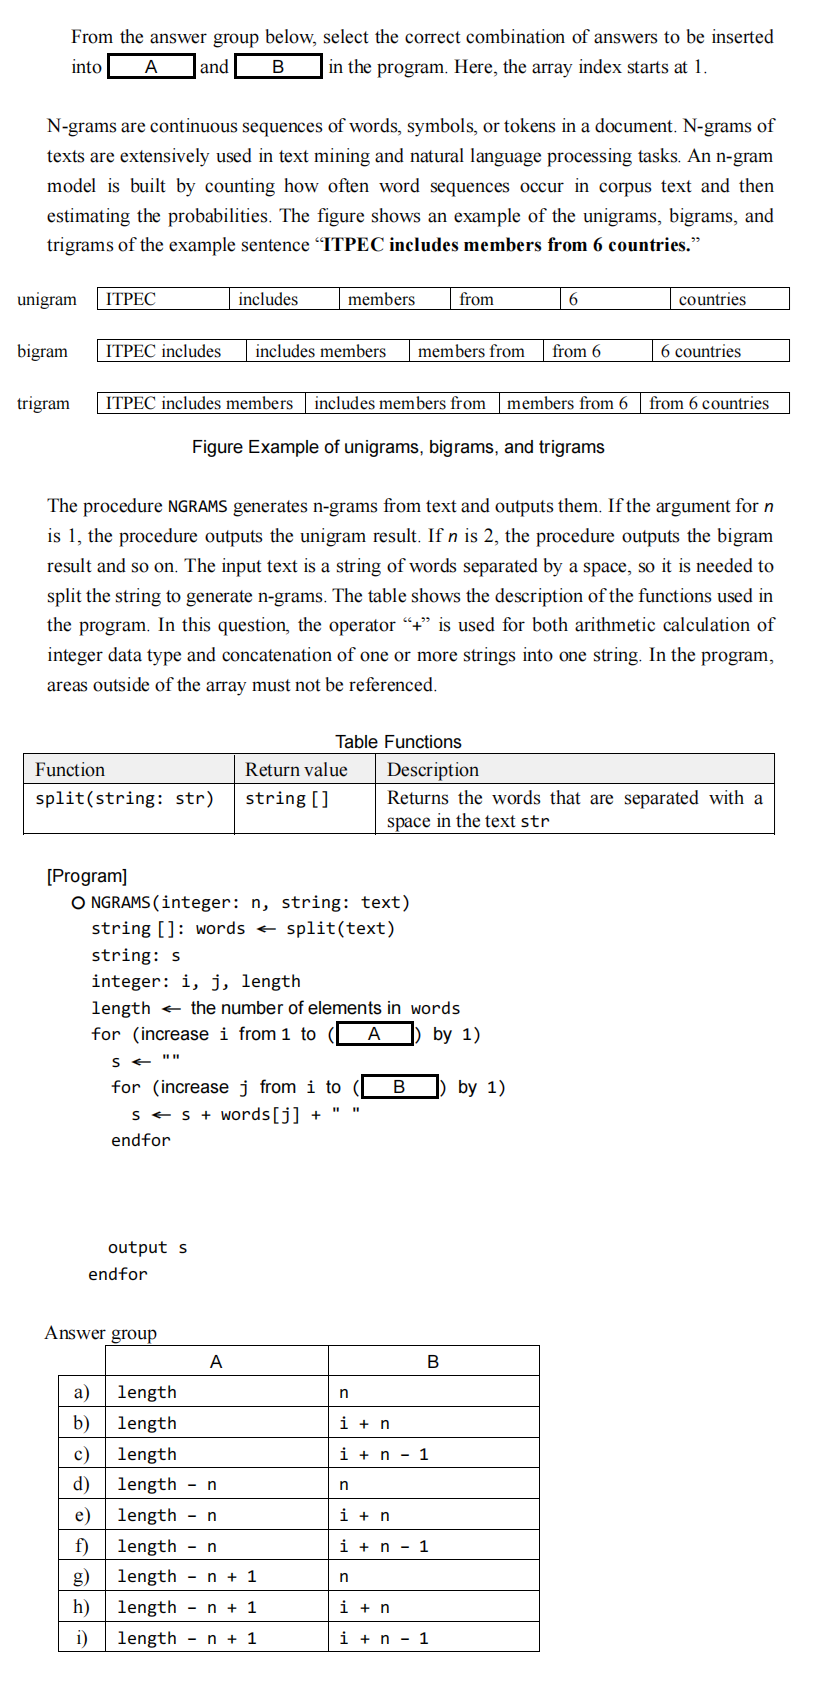 From the answer group below, select the correct combination of answers to be inserted
into A and B in the program. Here, the array index starts at 1.
N-grams are continuous sequences of words, symbols, or tokens in a document. N-grams of
texts are extensively used in text mining and natural language processing tasks. An n-gram
model is built by counting how often word sequences occur in corpus text and then
estimating the probabilities. The figure shows an example of the unigrams, bigrams, and
trigrams of the example sentence “ITPEC includes members from 6 countries.”
unigram ITPEC includes members from 6 countries
bigram ITPEC includes includes members members from from 6 6 countries
trigram ITPEC includes members includes members from members from 6 from 6 countries
Figure Example of unigrams, bigrams, and trigrams
The procedure NGRAMS generates n-grams from text and outputs them. If the argument for n
is 1, the procedure outputs the unigram result. If n is 2, the procedure outputs the bigram
result and so on. The input text is a string of words separated by a space, so it is needed to
split the string to generate n-grams. The table shows the description of the functions used in
the program. In this question, the operator “+” is used for both arithmetic calculation of
integer data type and concatenation of one or more strings into one string. In the program,
areas outside of the array must not be referenced.
Table Functions
Function Return value Description
split(string: str) string[] Returns the words that are separated with a
space in the text str
[Program]
○ NGRAMS(integer: n, string: text)
string[]: words ← split(text)
string: s
integer: i, j, length
length ← the number of elements in words
for (increase i from 1 to ( A ) by 1)
s ← ""
for (increase j from i to ( B ) by 1)
s ← s + words[j] + " "
endfor
output s
endfor
Answer group
A B
a) length n
b) length i + n
c) length i + n - 1
d) length - n n
e) length - n i + n
f) length - n i + n - 1
g) length - n + 1 n
h) length - n + 1 i + n
i) length - n + 1 i + n - 1